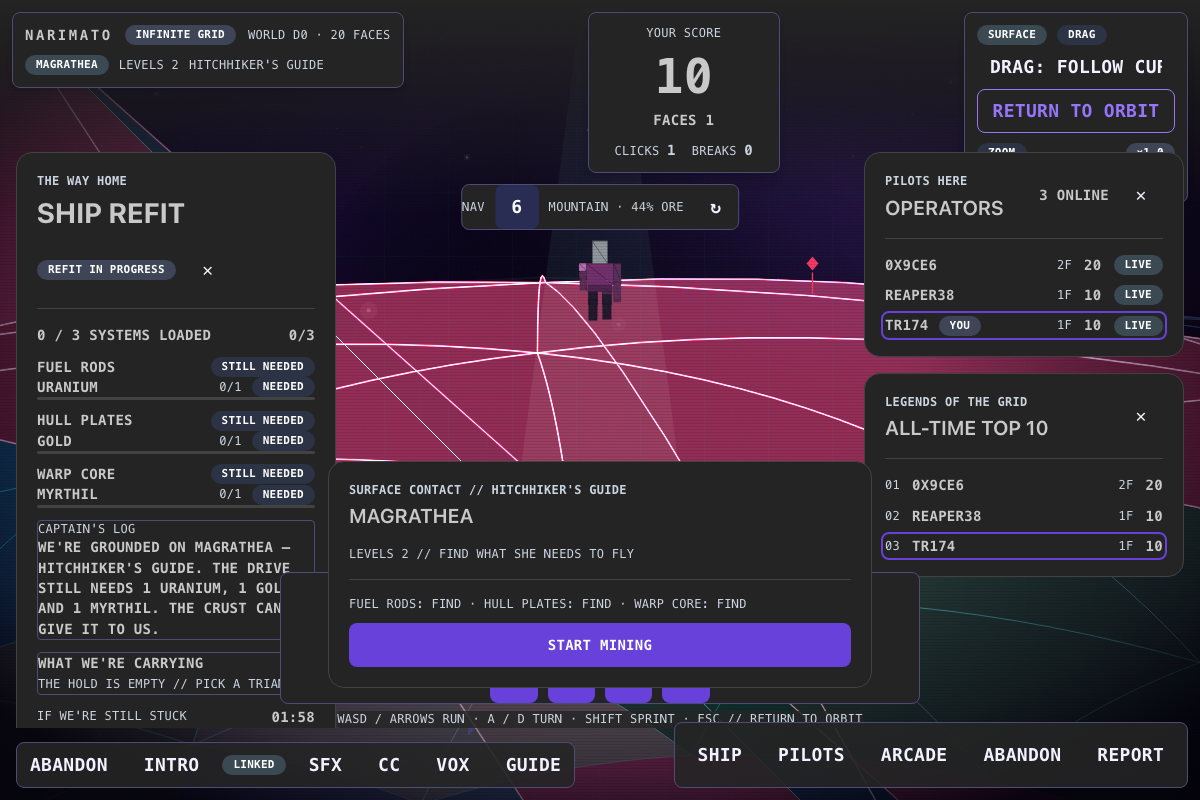 NARIMATO INFINITE GRID WORLD D0 · 20 FACES
MAGRATHEA LEVELS 2 HITCHHIKER'S GUIDE
YOUR SCORE
10
FACES 1
CLICKS 1 BREAKS 0
SURFACE DRAG
DRAG: FOLLOW CUR
RETURN TO ORBIT
ZOOM ×1.0
NAV 6 MOUNTAIN · 44% ORE ↻
THE WAY HOME
SHIP REFIT
REFIT IN PROGRESS ×
0 / 3 SYSTEMS LOADED 0/3
FUEL RODS STILL NEEDED
URANIUM 0/1 NEEDED
HULL PLATES STILL NEEDED
GOLD 0/1 NEEDED
WARP CORE STILL NEEDED
MYRTHIL 0/1 NEEDED
CAPTAIN'S LOG
WE'RE GROUNDED ON MAGRATHEA —
HITCHHIKER'S GUIDE. THE DRIVE
STILL NEEDS 1 URANIUM, 1 GOL
AND 1 MYRTHIL. THE CRUST CAN
GIVE IT TO US.
WHAT WE'RE CARRYING
THE HOLD IS EMPTY // PICK A TRIAN
IF WE'RE STILL STUCK 01:58
PILOTS HERE
OPERATORS 3 ONLINE ×
0X9CE6 2F 20 LIVE
REAPER38 1F 10 LIVE
TR174 YOU 1F 10 LIVE
LEGENDS OF THE GRID
ALL-TIME TOP 10 ×
01 0X9CE6 2F 20
02 REAPER38 1F 10
03 TR174 1F 10
SURFACE CONTACT // HITCHHIKER'S GUIDE
MAGRATHEA
LEVELS 2 // FIND WHAT SHE NEEDS TO FLY
FUEL RODS: FIND · HULL PLATES: FIND · WARP CORE: FIND
START MINING
WASD / ARROWS RUN · A / D TURN · SHIFT SPRINT · ESC // RETURN TO ORBIT
ABANDON INTRO LINKED SFX CC VOX GUIDE
SHIP PILOTS ARCADE ABANDON REPORT